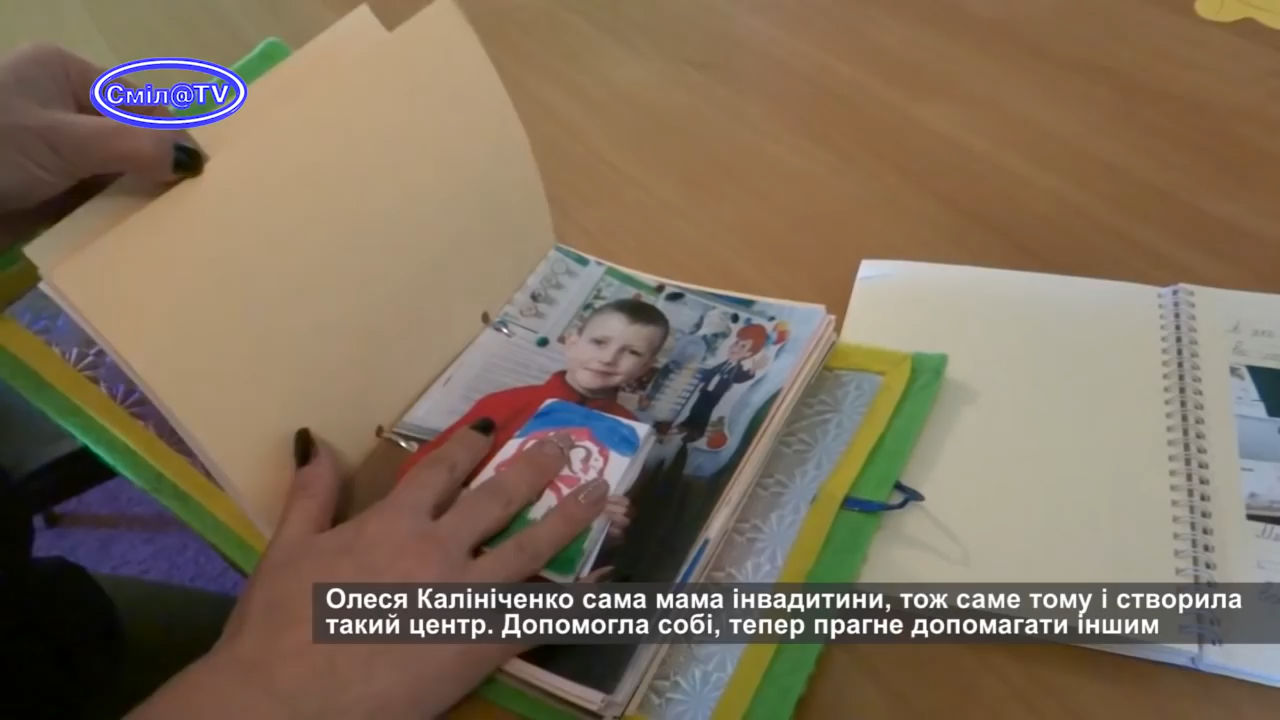 Сміл@TV
Олеся Калініченко сама мама інвадитини, тож саме тому і створила
такий центр. Допомогла собі, тепер прагне допомагати іншим